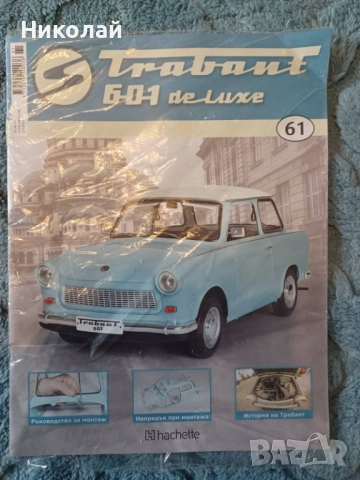 Николай
Trabant
601 de Luxe
61
Trabant
601
Ръководство за монтаж
Напредък при монтажа
История на Трабант
hachette
BAZAR.BG